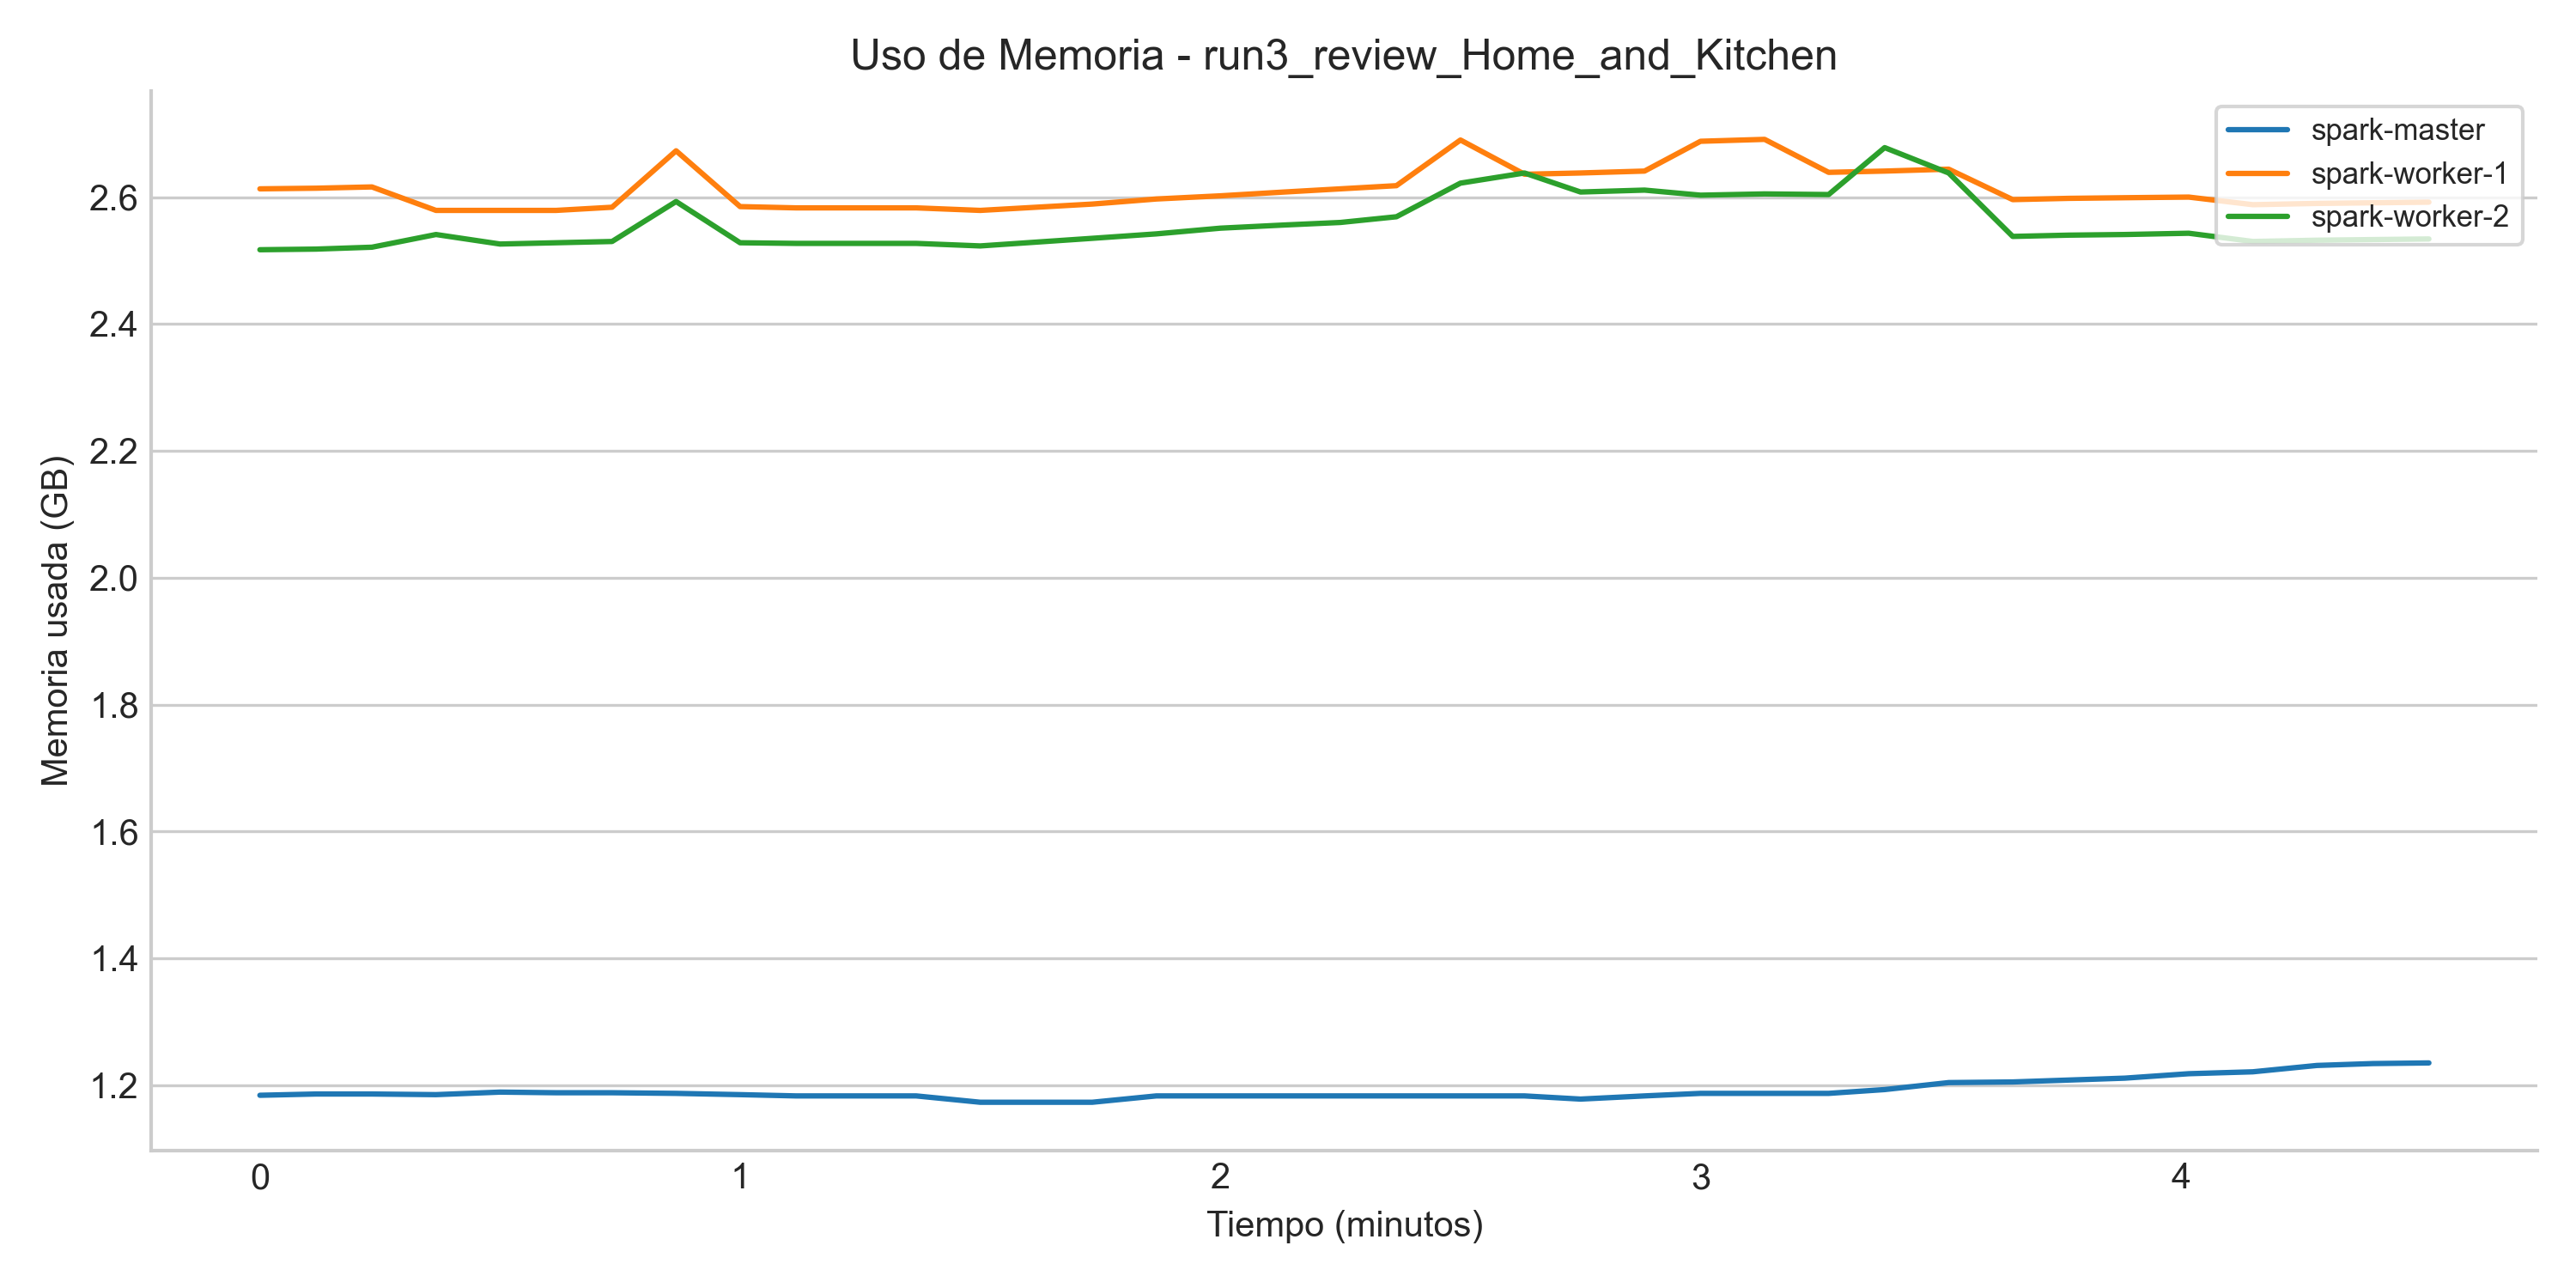 Uso de Memoria - run3_review_Home_and_Kitchen
spark-master
spark-worker-1
spark-worker-2
Memoria usada (GB)
2.6
2.4
2.2
2.0
1.8
1.6
1.4
1.2
0 1 2 3 4
Tiempo (minutos)